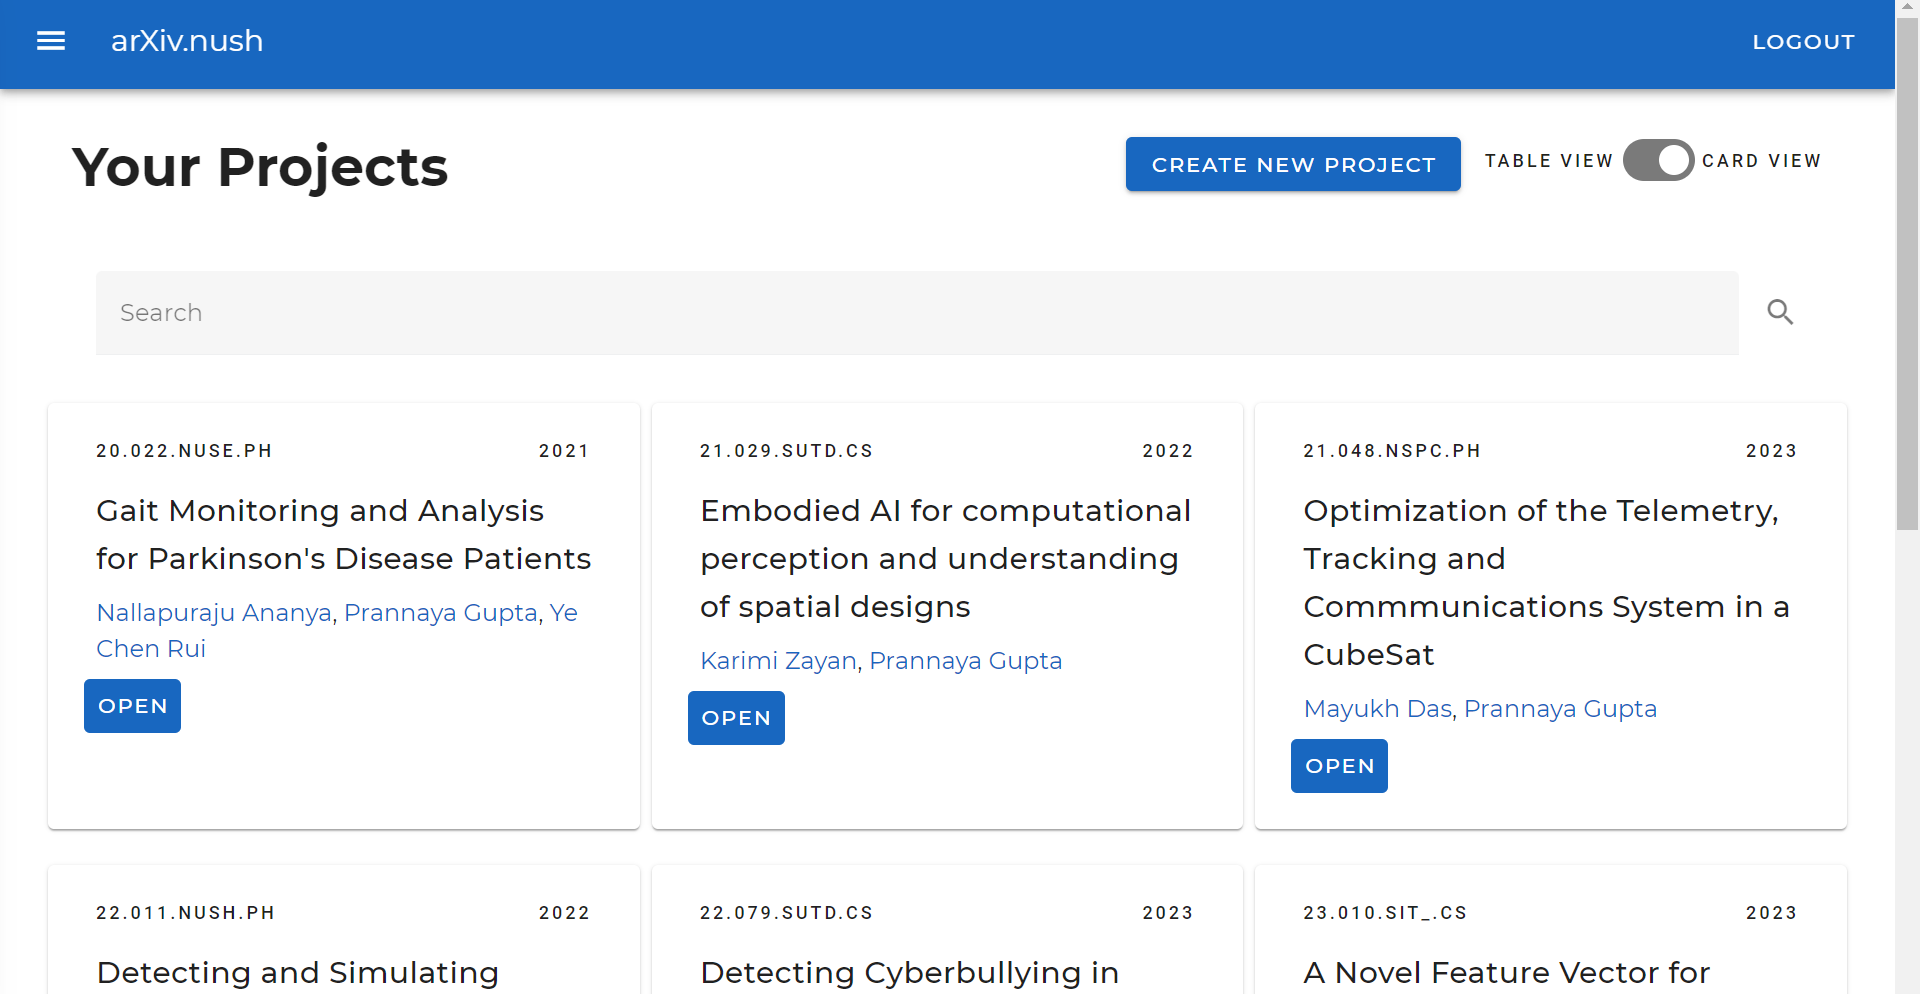 arXiv.nush
LOGOUT
Your Projects
CREATE NEW PROJECT
TABLE VIEW
CARD VIEW
Search
20.022.NUSE.PH
2021
Gait Monitoring and Analysis
for Parkinson's Disease Patients
Nallapuraju Ananya, Prannaya Gupta, Ye
Chen Rui
OPEN
21.029.SUTD.CS
2022
Embodied AI for computational
perception and understanding
of spatial designs
Karimi Zayan, Prannaya Gupta
OPEN
21.048.NSPC.PH
2023
Optimization of the Telemetry,
Tracking and
Commmunications System in a
CubeSat
Mayukh Das, Prannaya Gupta
OPEN
22.011.NUSH.PH
2022
Detecting and Simulating
22.079.SUTD.CS
2023
Detecting Cyberbullying in
23.010.SIT_.CS
2023
A Novel Feature Vector for